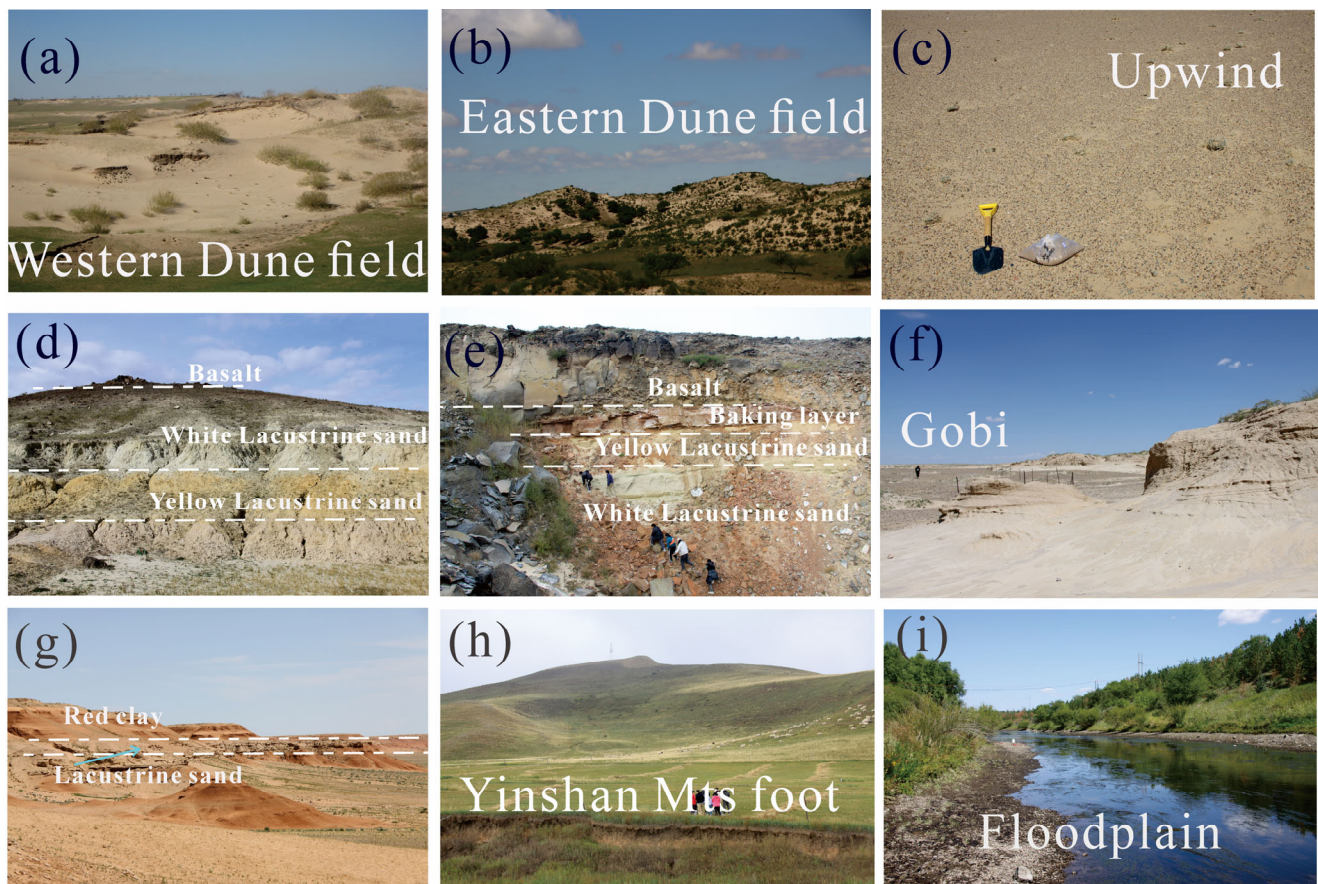 (a)
Western Dune field
(b)
Eastern Dune field
(c)
Upwind
(d)
Basalt
White Lacustrine sand
Yellow Lacustrine sand
(e)
Basalt
Baking layer
Yellow Lacustrine sand
White Lacustrine sand
(f)
Gobi
(g)
Red clay
Lacustrine sand
(h)
Yinshan Mts foot
(i)
Floodplain